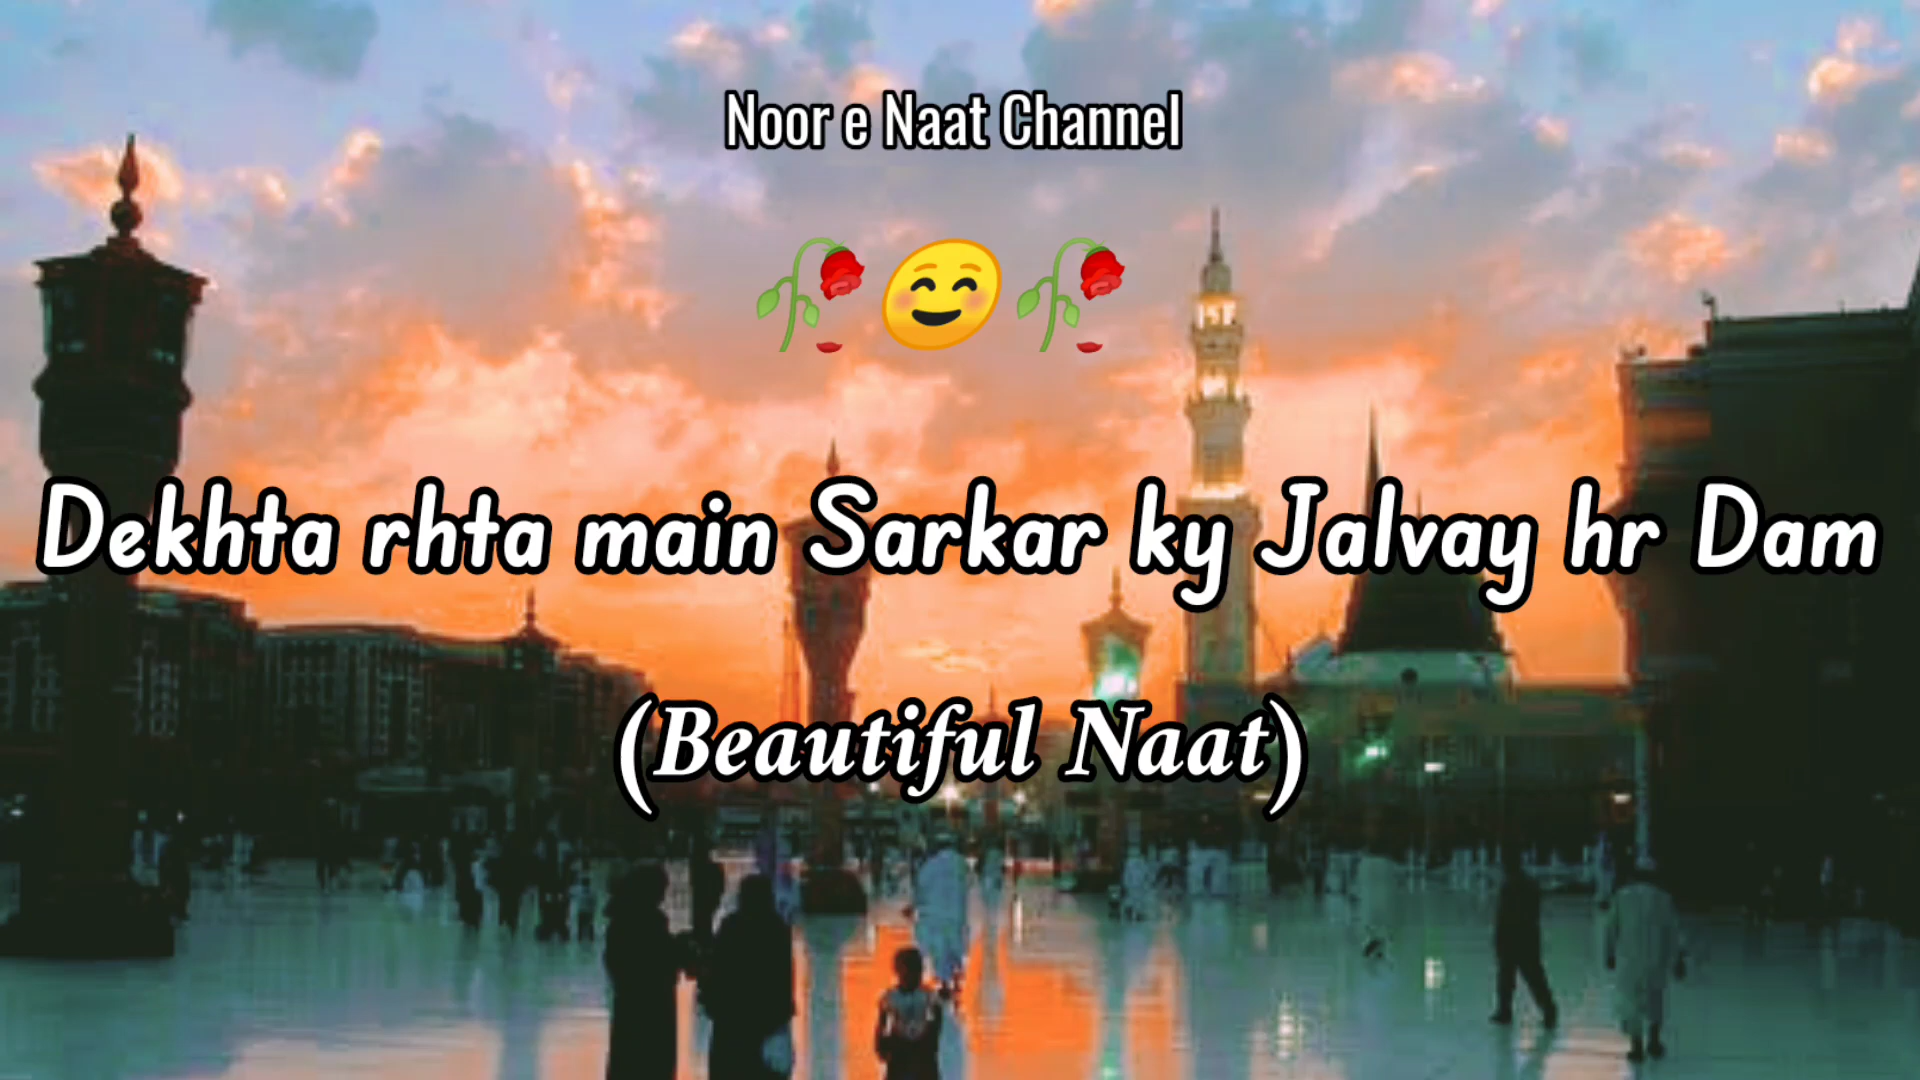 Noor e Naat Channel
Dekhta rhta main Sarkar ky Jalvay hr Dam
(Beautiful Naat)